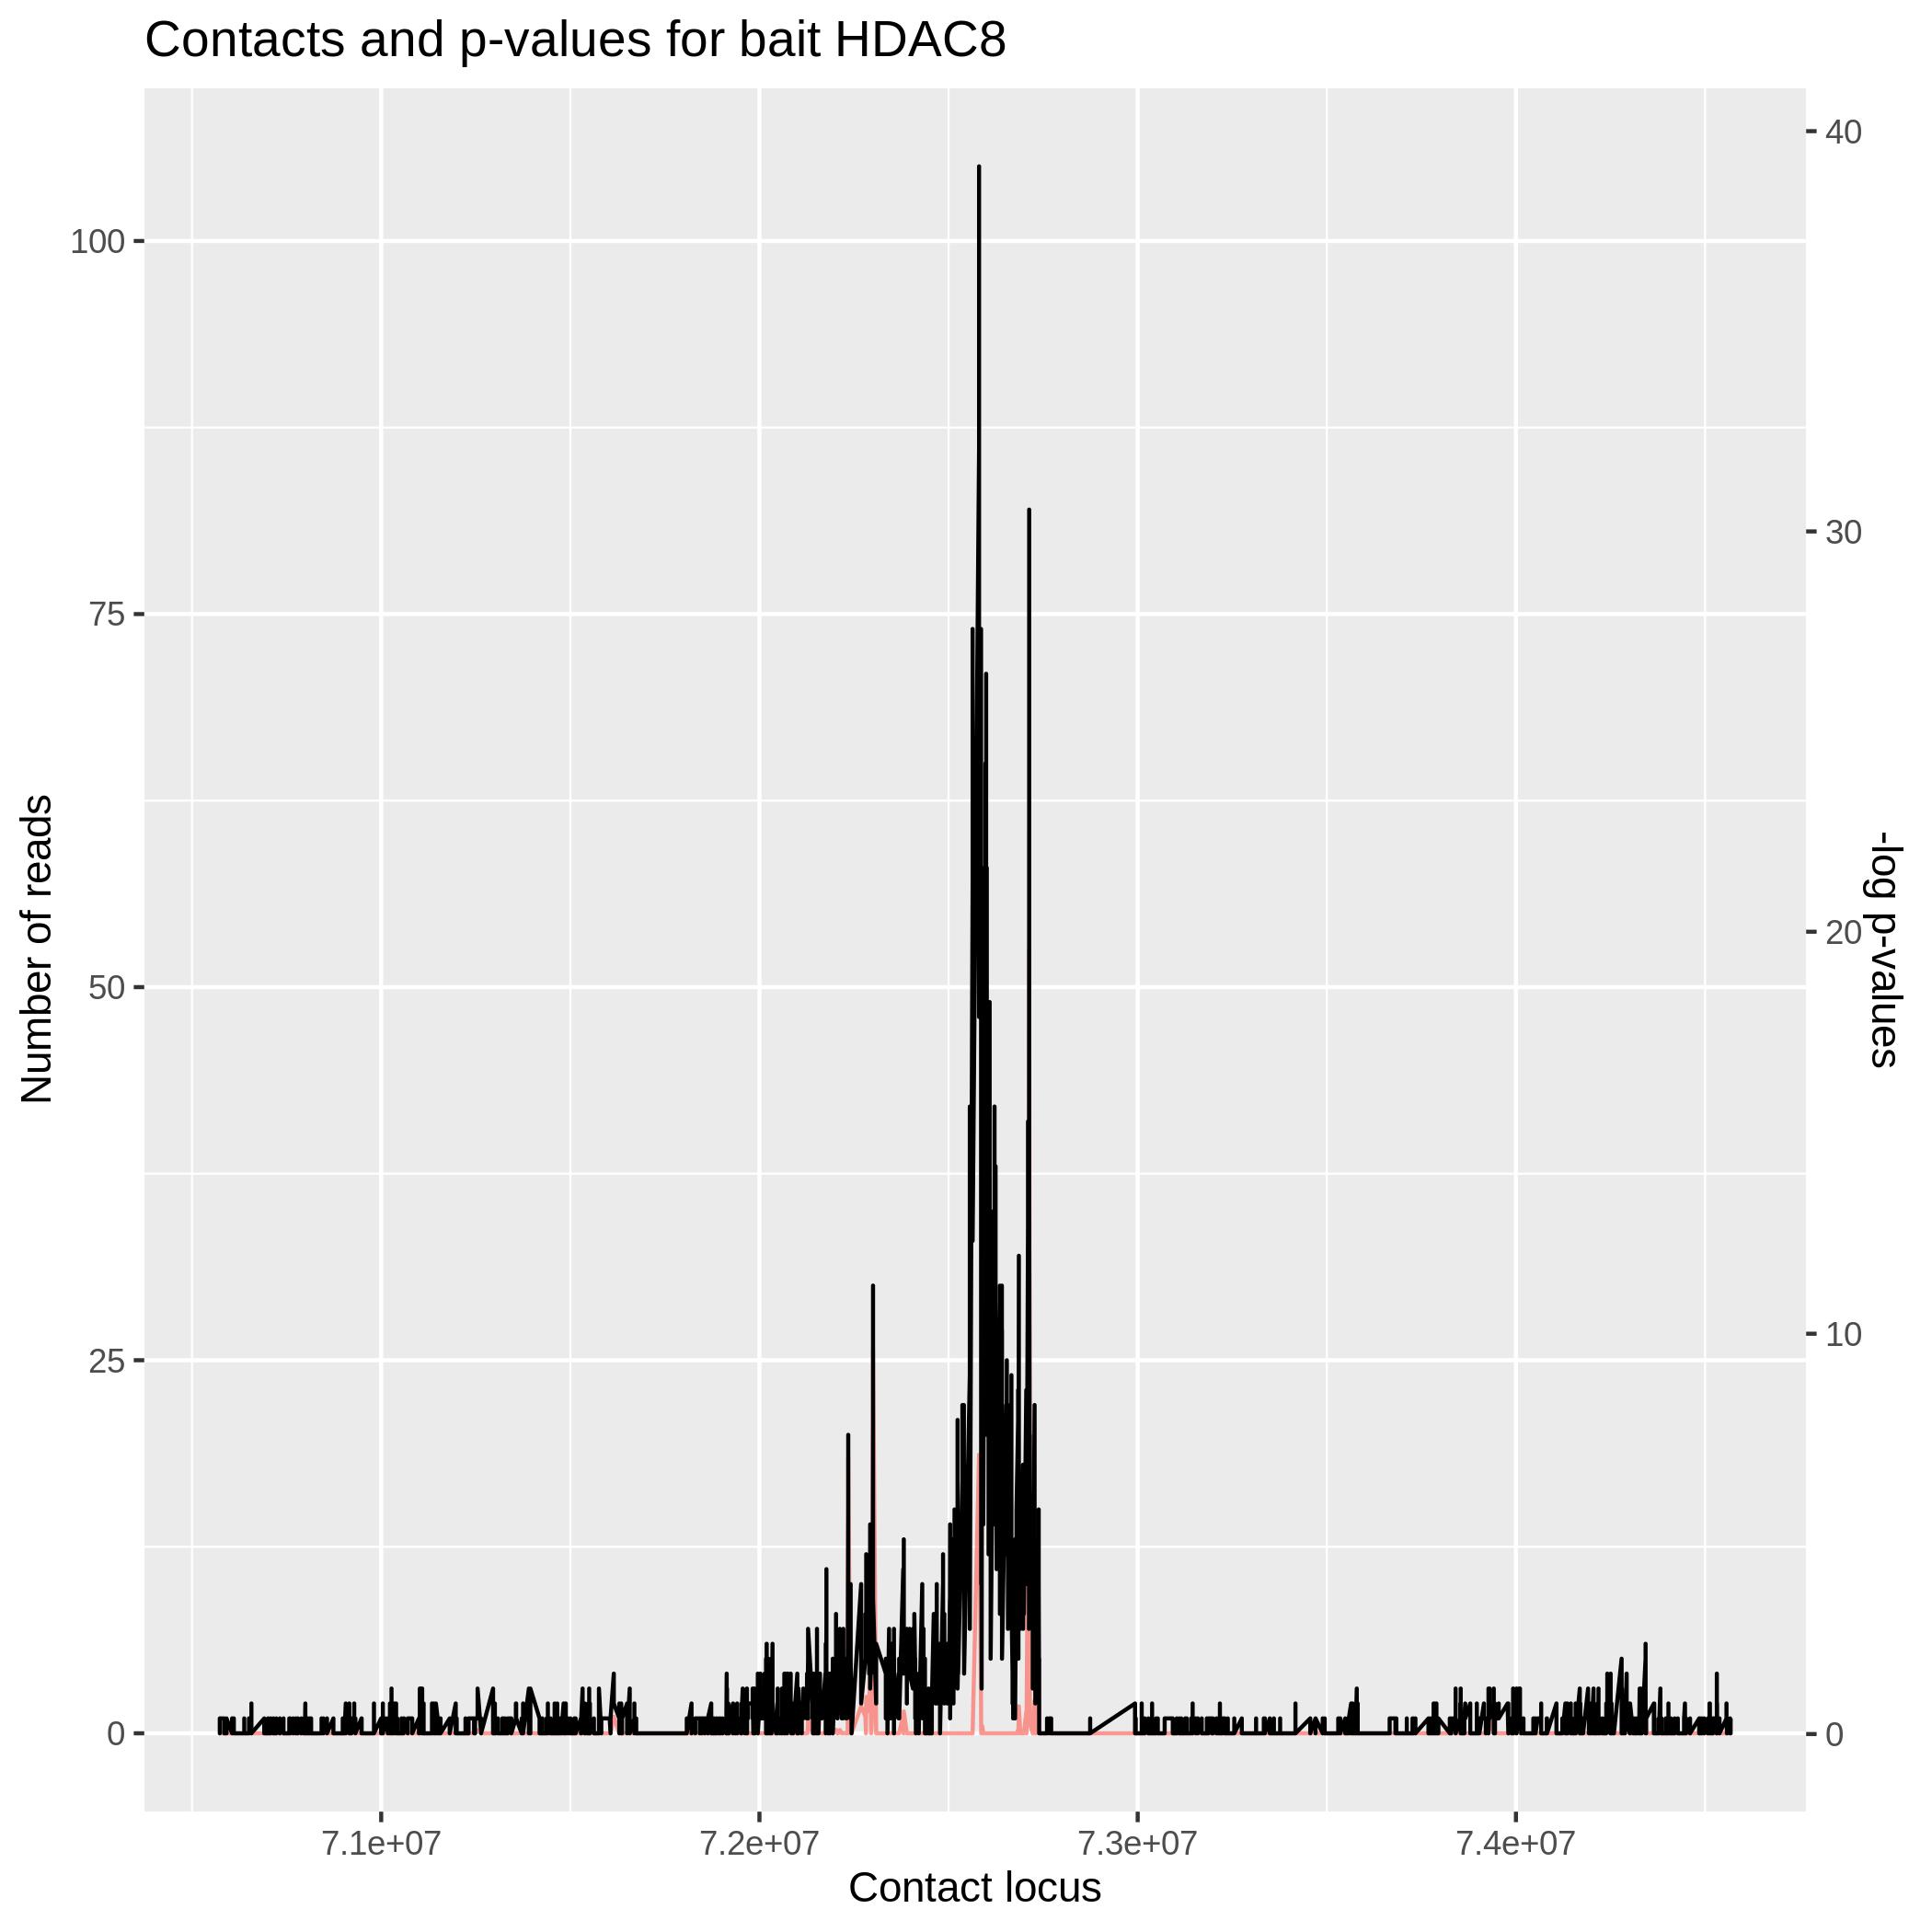 Contacts and p-values for bait HDAC8
40
100
30
75
20
50
10
25
0
0
Number of reads
-log p-values
7.1e+07 7.2e+07 7.3e+07 7.4e+07
Contact locus